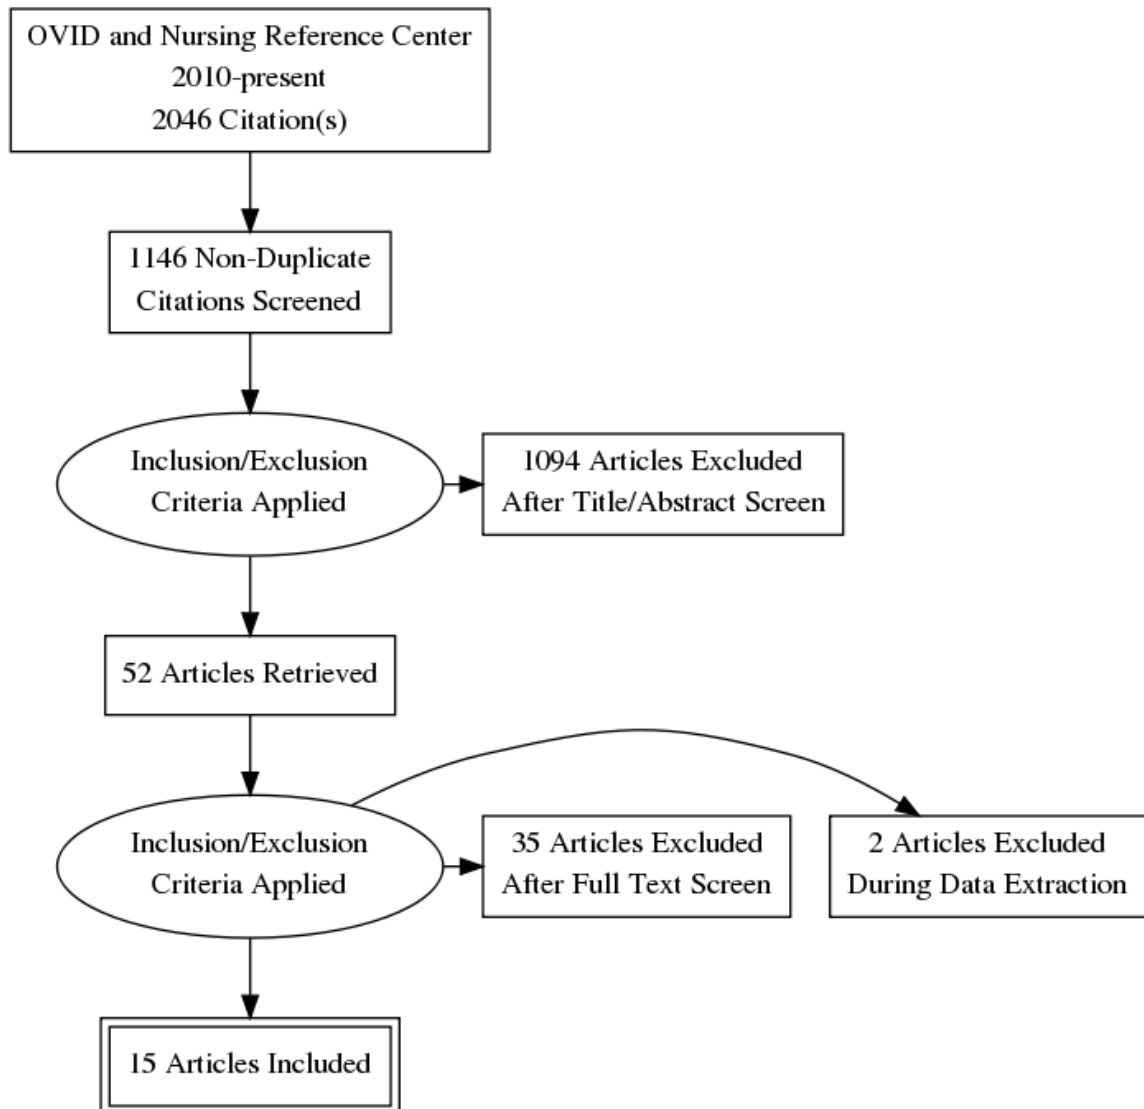 OVID and Nursing Reference Center
2010-present
2046 Citation(s)
1146 Non-Duplicate
Citations Screened
Inclusion/Exclusion
Criteria Applied
1094 Articles Excluded
After Title/Abstract Screen
52 Articles Retrieved
Inclusion/Exclusion
Criteria Applied
35 Articles Excluded
After Full Text Screen
2 Articles Excluded
During Data Extraction
15 Articles Included